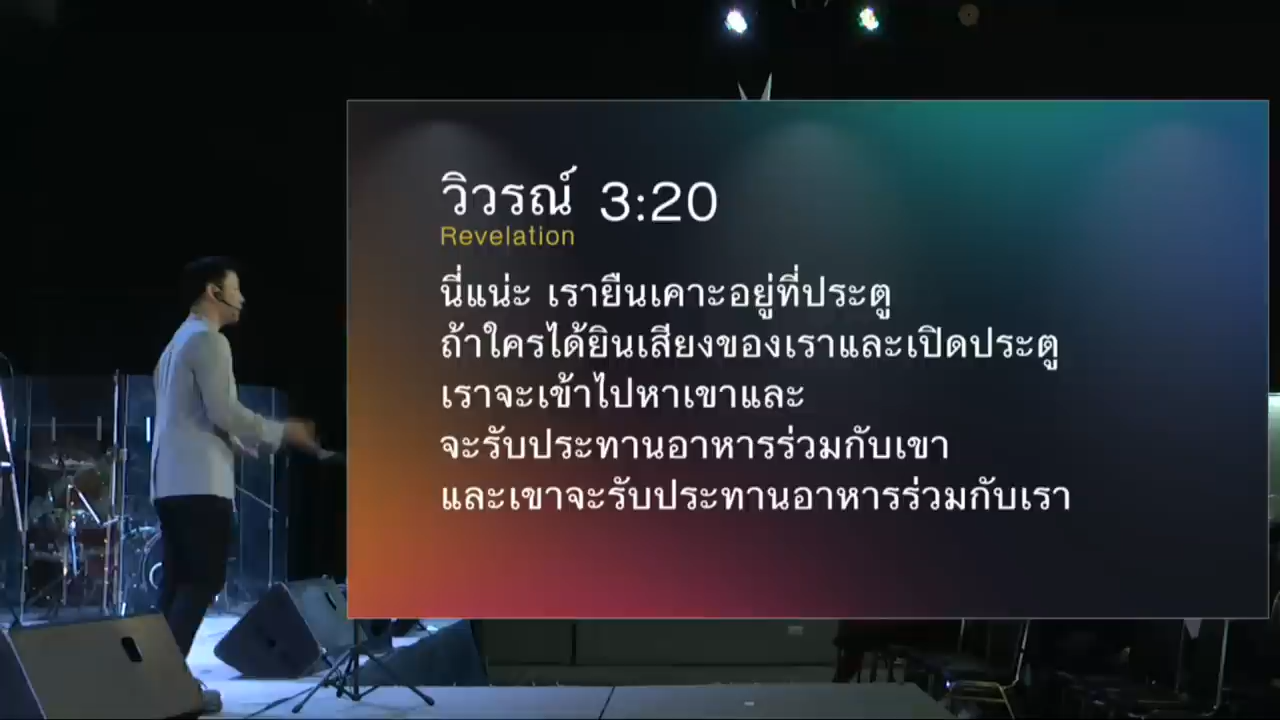 วิวรณ์ 3:20
Revelation
นี่แน่ะ เรายืนเคาะอยู่ที่ประตู
ถ้าใครได้ยินเสียงของเราและเปิดประตู
เราจะเข้าไปหาเขาและ
จะรับประทานอาหารร่วมกับเขา
และเขาจะรับประทานอาหารร่วมกับเรา